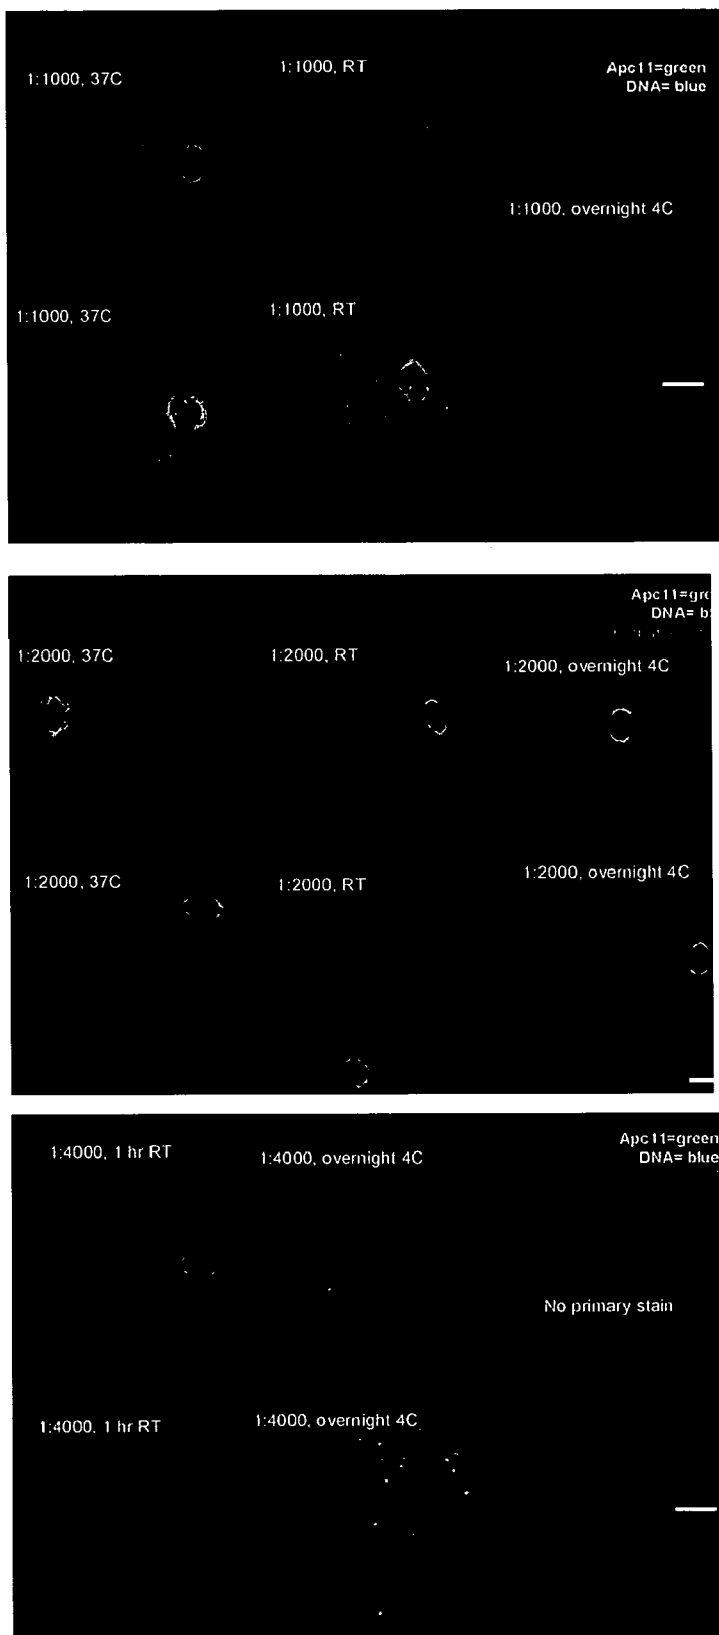 1:1000, 37C
1:1000, RT
Apc11=green
DNA= blue
1:1000, overnight 4C
1:1000, 37C
1:1000, RT
Apc11=gre
DNA= b
1:2000, 37C
1:2000, RT
1:2000, overnight 4C
1:2000, 37C
1:2000, RT
1:2000, overnight 4C
1:4000, 1 hr RT
1:4000, overnight 4C
Apc11=green
DNA= blue
No primary stain
1:4000, 1 hr RT
1:4000, overnight 4C